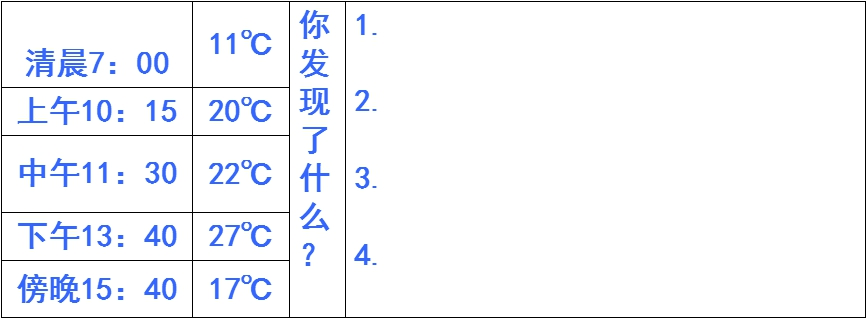 清晨7：00
11℃
上午10：15
20℃
中午11：30
22℃
下午13：40
27℃
傍晚15：40
17℃
你
发
现
了
什
么
？
1.
2.
3.
4.